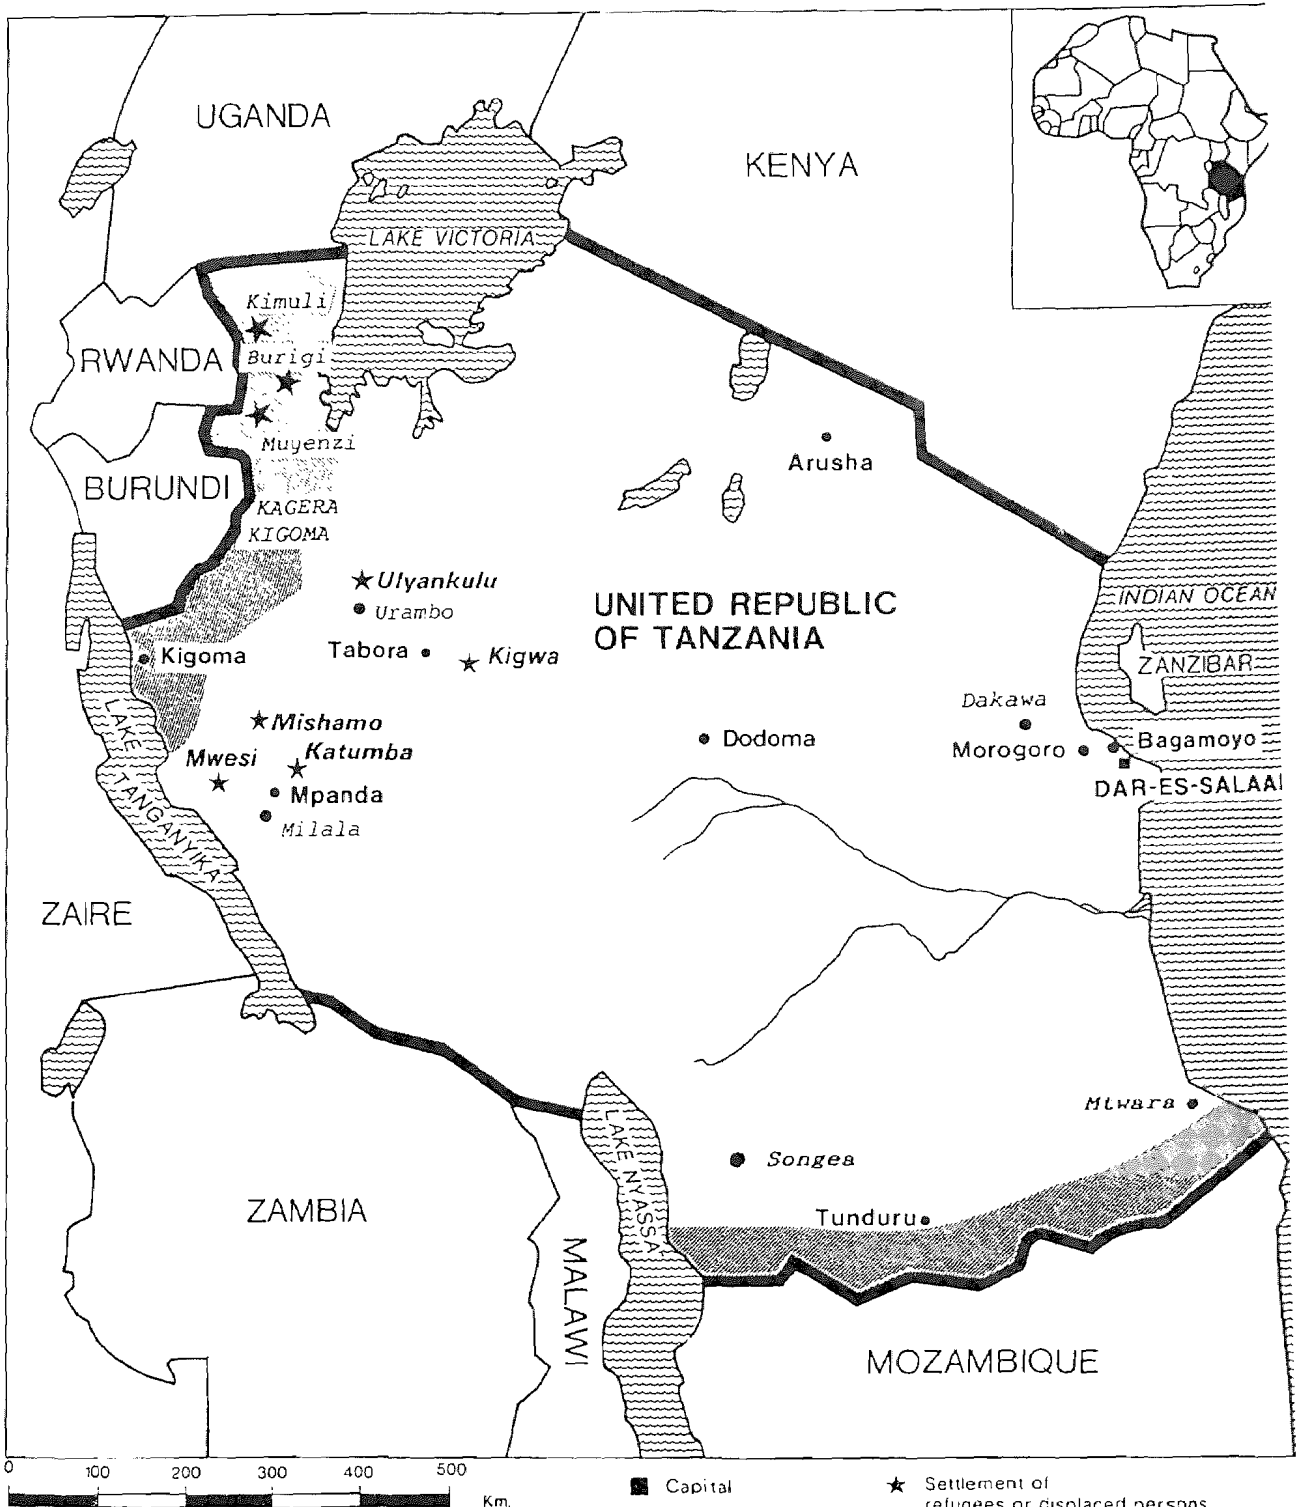 UGANDA
KENYA
LAKE VICTORIA
Kimuli
RWANDA
Burigi
Muyenzi
Arusha
BURUNDI
KAGERA
KIGOMA
Ulyankulu
Urambo
UNITED REPUBLIC
OF TANZANIA
INDIAN OCEAN
Tabora
Kigwa
Kigoma
ZANZIBAR
Dakawa
Mishamo
Dodoma
Morogoro
Bagamoyo
Mwesi
Katumba
DAR-ES-SALAA
Mpanda
Milala
LAKE TANGANYIKA
ZAIRE
Mtwara
LAKE NYASSA
Songea
ZAMBIA
Tunduru
MALAWI
MOZAMBIQUE
0 100 200 300 400 500
Km.
Capital
Settlement of
refugees or displaced persons